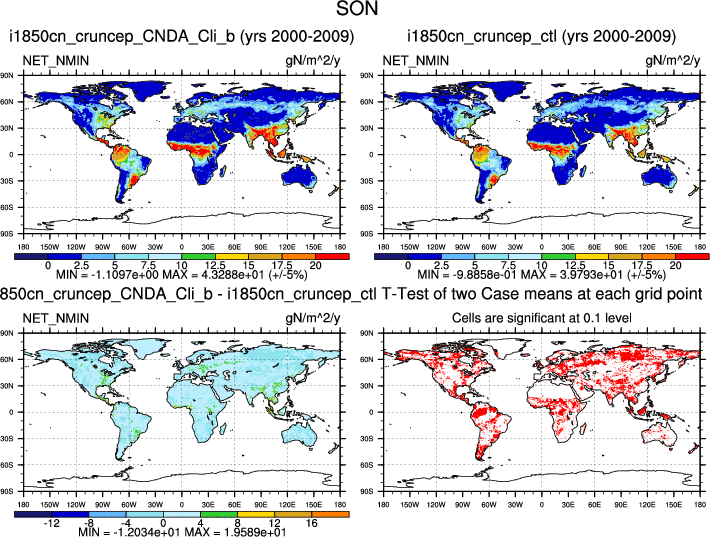 SON
i1850cn_cruncep_CNDA_Cli_b (yrs 2000-2009)
i1850cn_cruncep_ctl (yrs 2000-2009)
NET_NMIN gN/m^2/y
NET_NMIN gN/m^2/y
90N
60N
30N
0
30S
60S
90S
180 150W 120W 90W 60W 30W 0 30E 60E 90E 120E 150E 180
90N
60N
30N
0
30S
60S
90S
180 150W 120W 90W 60W 30W 0 30E 60E 90E 120E 150E 180
0 2.5 5 7.5 10 12.5 15 17.5 20
MIN = -1.1097e+00 MAX = 4.3288e+01 (+/-5%)
0 2.5 5 7.5 10 12.5 15 17.5 20
MIN = -9.8858e-01 MAX = 3.9793e+01 (+/-5%)
850cn_cruncep_CNDA_Cli_b - i1850cn_cruncep_ctl
T-Test of two Case means at each grid point
NET_NMIN gN/m^2/y
Cells are significant at 0.1 level
90N
60N
30N
0
30S
60S
90S
180 150W 120W 90W 60W 30W 0 30E 60E 90E 120E 150E 180
90N
60N
30N
0
30S
60S
90S
180 150W 120W 90W 60W 30W 0 30E 60E 90E 120E 150E 180
-12 -8 -4 0 4 8 12 16
MIN = -1.2034e+01 MAX = 1.9589e+01